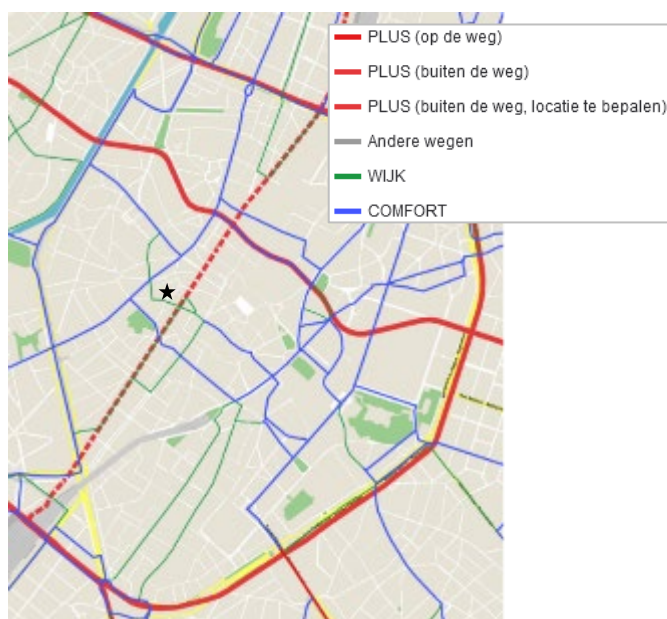 PLUS (op de weg)
PLUS (buiten de weg)
PLUS (buiten de weg, locatie te bepalen)
Andere wegen
WIJK
COMFORT